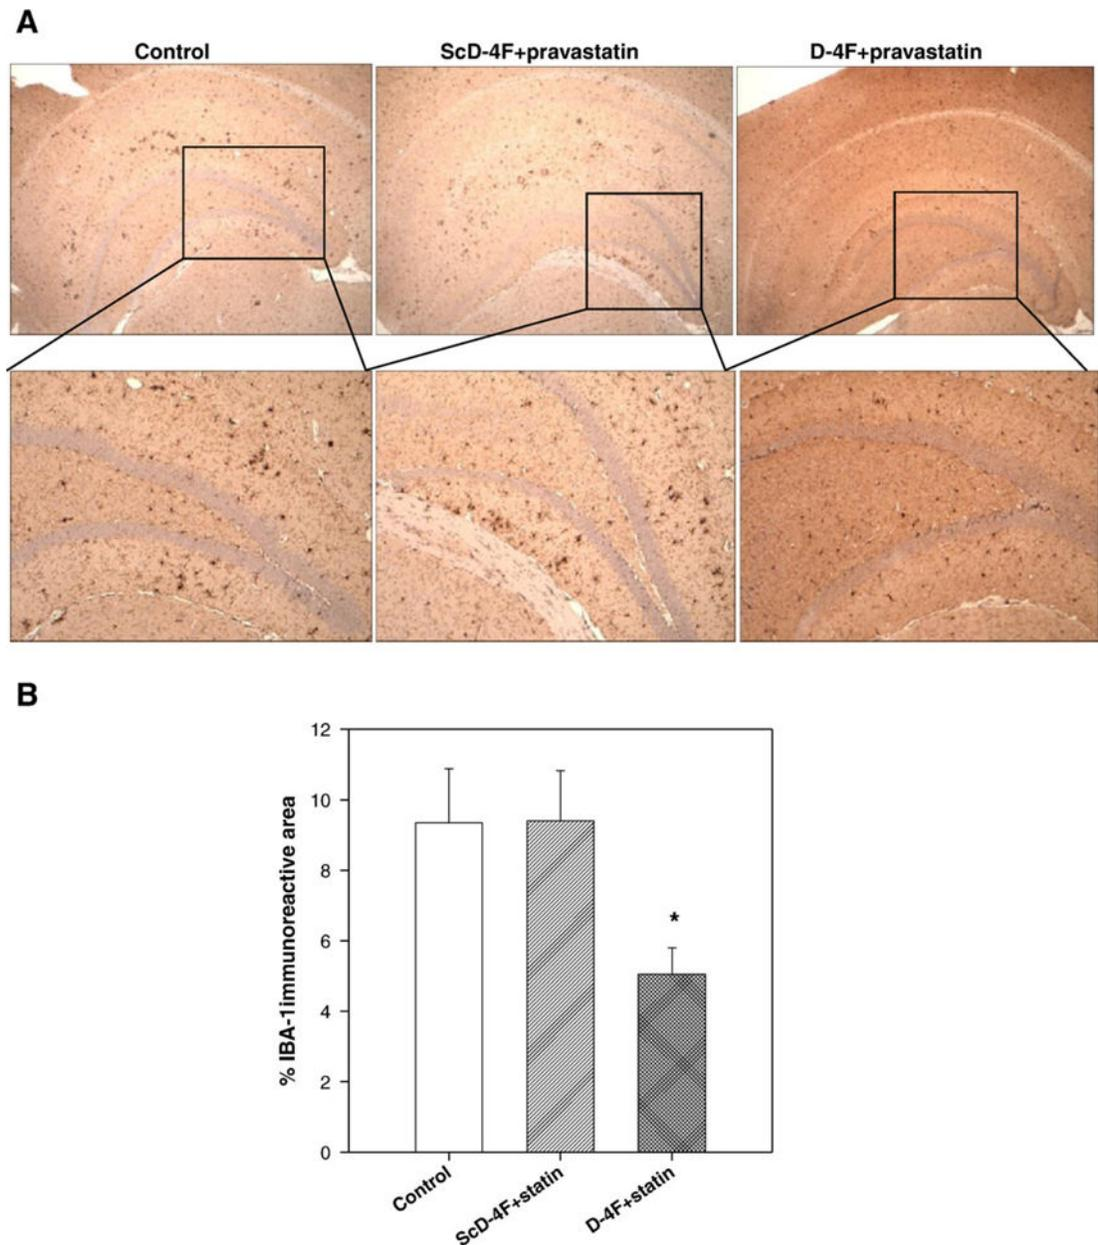 A
Control ScD-4F+pravastatin D-4F+pravastatin
B
12
10
8
6
4
2
0
% IBA-1immunoreactive area
*
Control ScD-4F+statin D-4F+statin